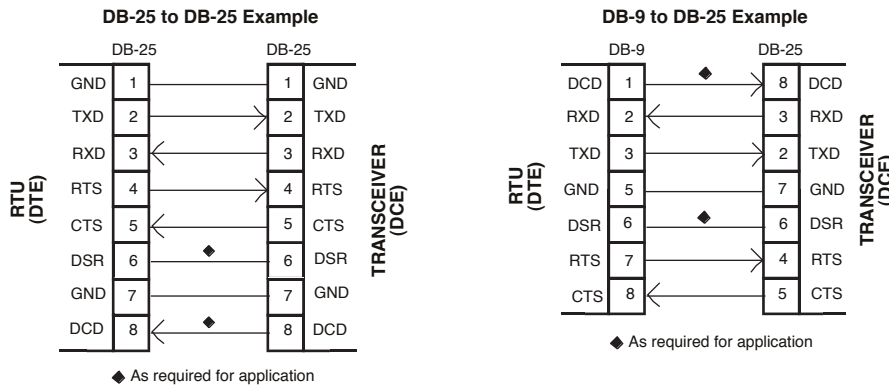 DB-25 to DB-25 Example
DB-25 DB-25
GND 1 1 GND
TXD 2 2 TXD
RXD 3 3 RXD
RTS 4 4 RTS
CTS 5 5 CTS
DSR 6 6 DSR
GND 7 7 GND
DCD 8 8 DCD
RTU
(DTE)
TRANSCEIVER
(DCE)
As required for application
DB-9 to DB-25 Example
DB-9 DB-25
DCD 1 8 DCD
RXD 2 3 RXD
TXD 3 2 TXD
GND 5 7 GND
DSR 6 6 DSR
RTS 7 4 RTS
CTS 8 5 CTS
RTU
(DTE)
TRANSCEIVER
(DCE)
As required for application